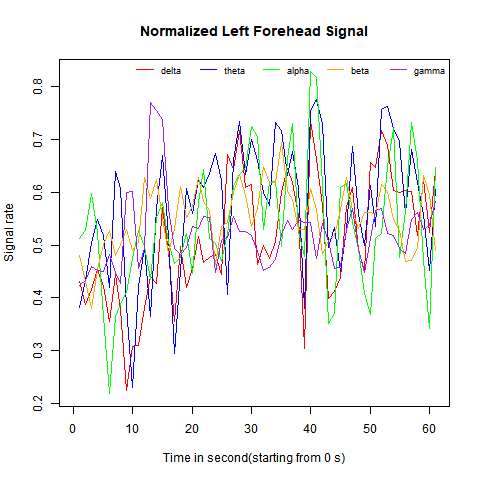 Normalized Left Forehead Signal
delta theta alpha beta gamma
Signal rate
0.8
0.7
0.6
0.5
0.4
0.3
0.2
0 10 20 30 40 50 60
Time in second(starting from 0 s)